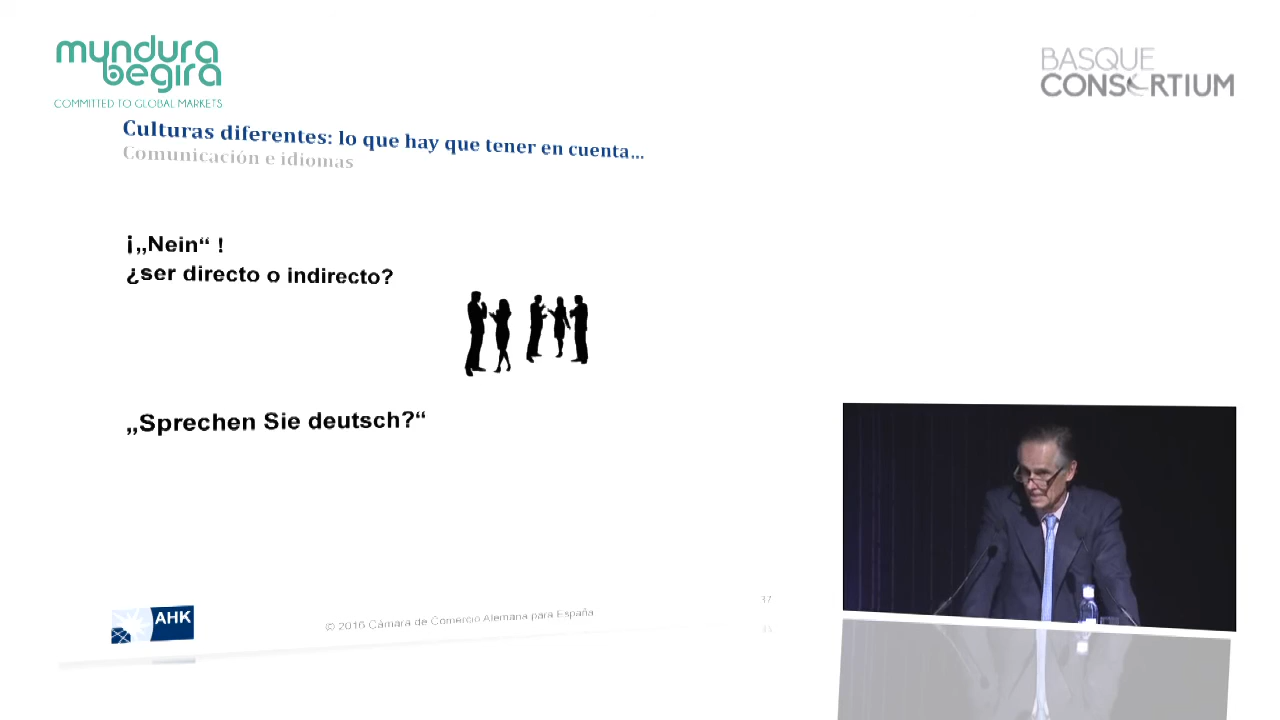 mundura
begira
COMMITTED TO GLOBAL MARKETS
BASQUE
CONSORTIUM
Culturas diferentes: lo que hay que tener en cuenta...
Comunicación e idiomas
¡„Nein“ !
¿ser directo o indirecto?
„Sprechen Sie deutsch?“
AHK
© 2016 Cámara de Comercio Alemana para España
37